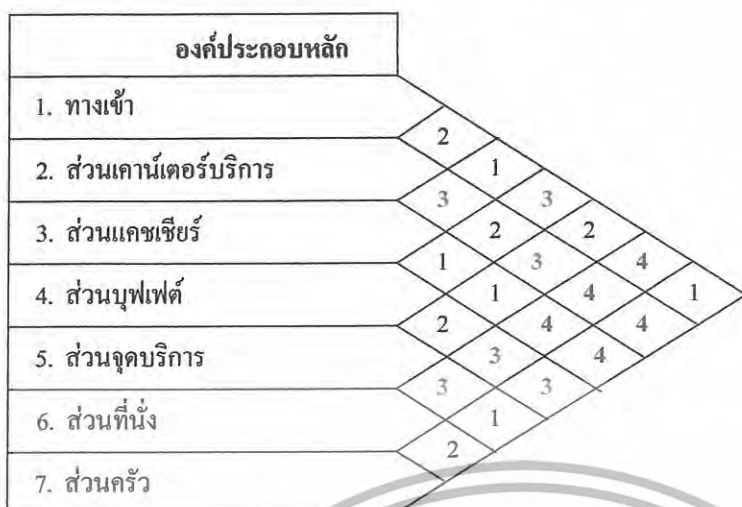 องค์ประกอบหลัก
1. ทางเข้า
2
2. ส่วนเคาน์เตอร์บริการ
1
3 3
3. ส่วนแคชเชียร์
2 2
1 3 4
4. ส่วนบุฟเฟต์
1 4 1
2 4 4
5. ส่วนจุดบริการ
3 4
3 3
6. ส่วนที่นั่ง
1
2
7. ส่วนครัว